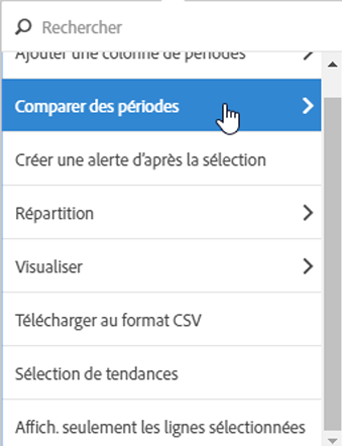 Rechercher
Ajouter une colonne de périodes
Comparer des périodes
Créer une alerte d'après la sélection
Répartition
Visualiser
Télécharger au format CSV
Sélection de tendances
Affich. seulement les lignes sélectionnées